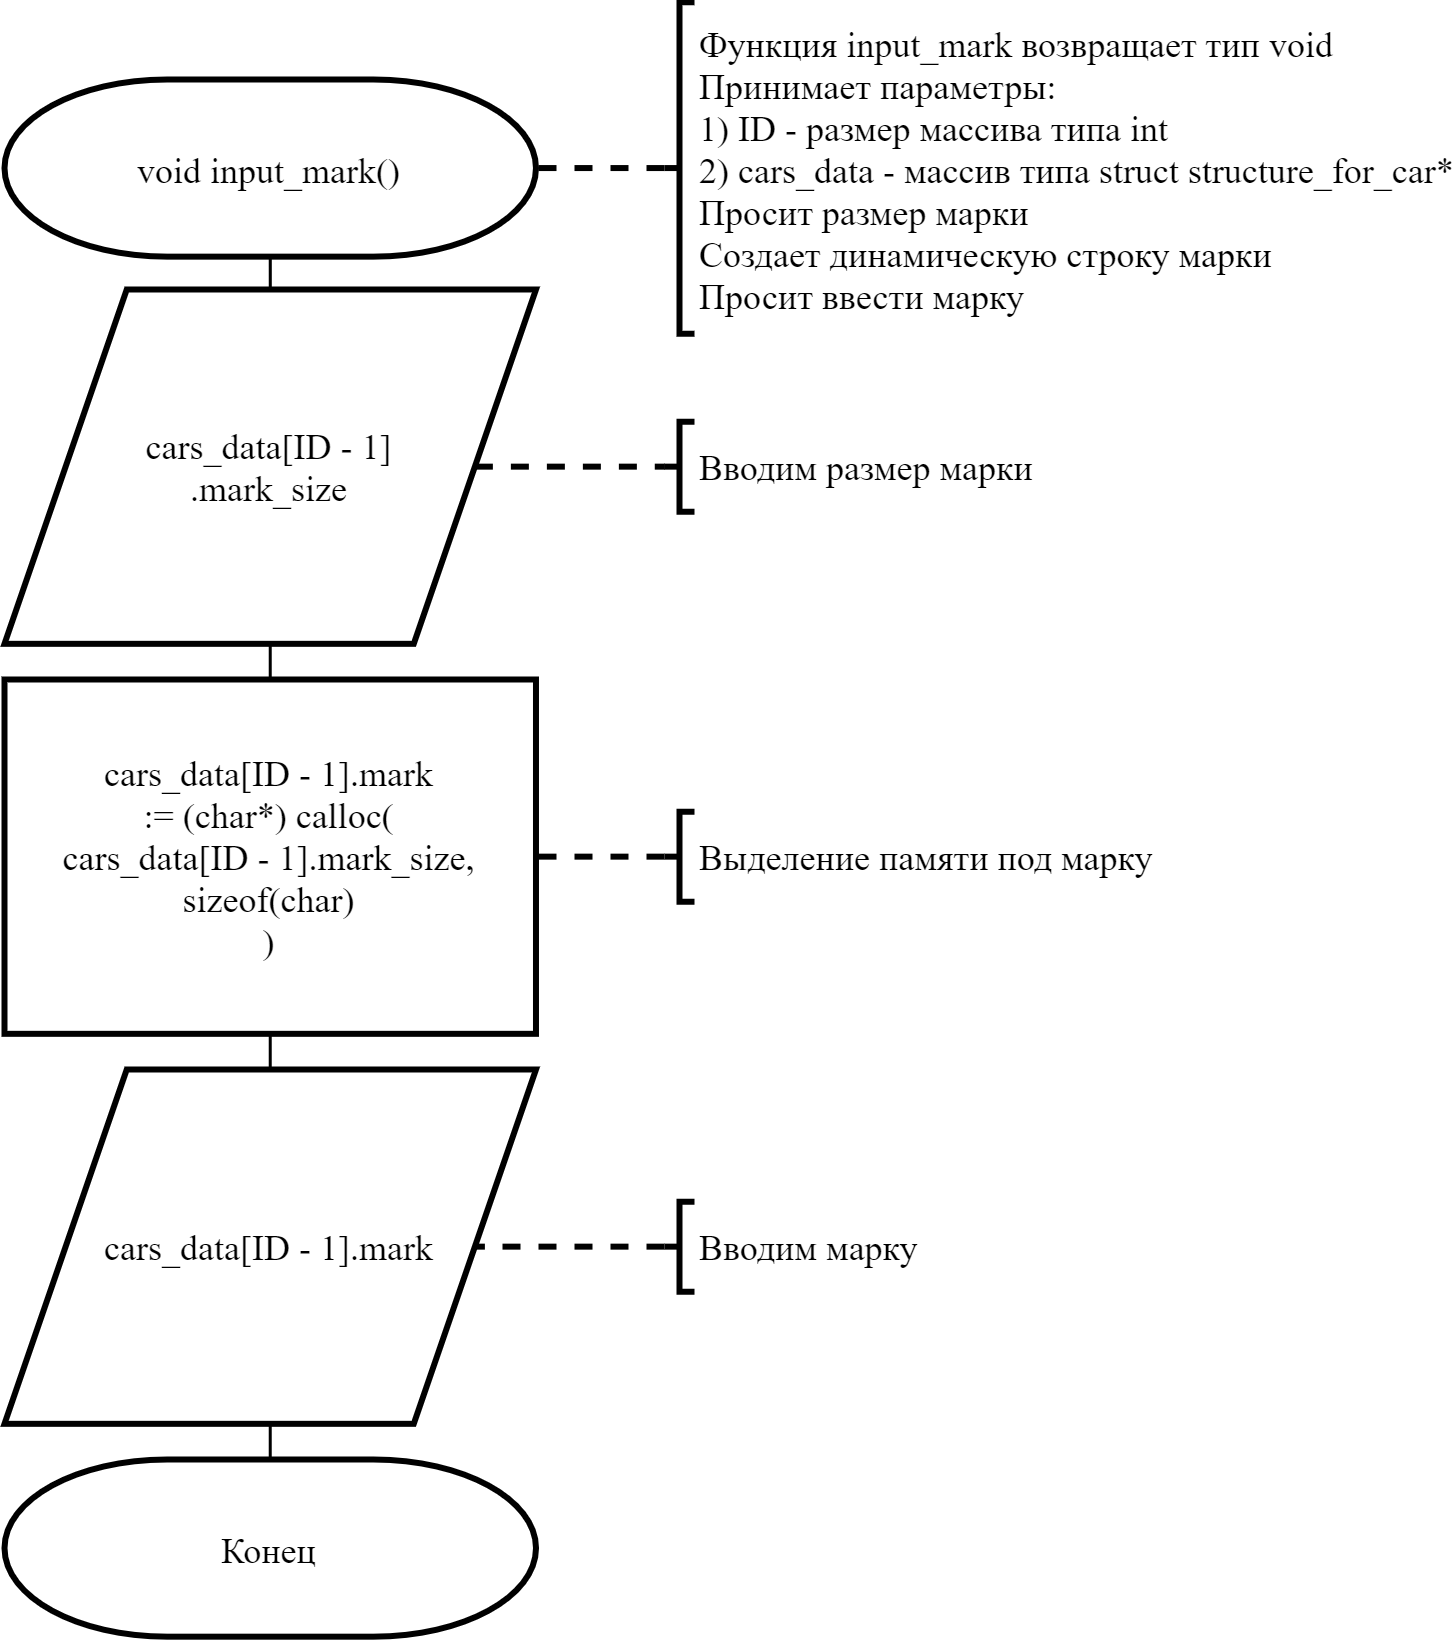 void input_mark()
Функция input_mark возвращает тип void
Принимает параметры:
1) ID - размер массива типа int
2) cars_data - массив типа struct structure_for_car*
Просит размер марки
Создает динамическую строку марки
Просит ввести марку
cars_data[ID - 1]
.mark_size
Вводим размер марки
cars_data[ID - 1].mark
:= (char*) calloc(
cars_data[ID - 1].mark_size,
sizeof(char)
)
Выделение памяти под марку
cars_data[ID - 1].mark
Вводим марку
Конец